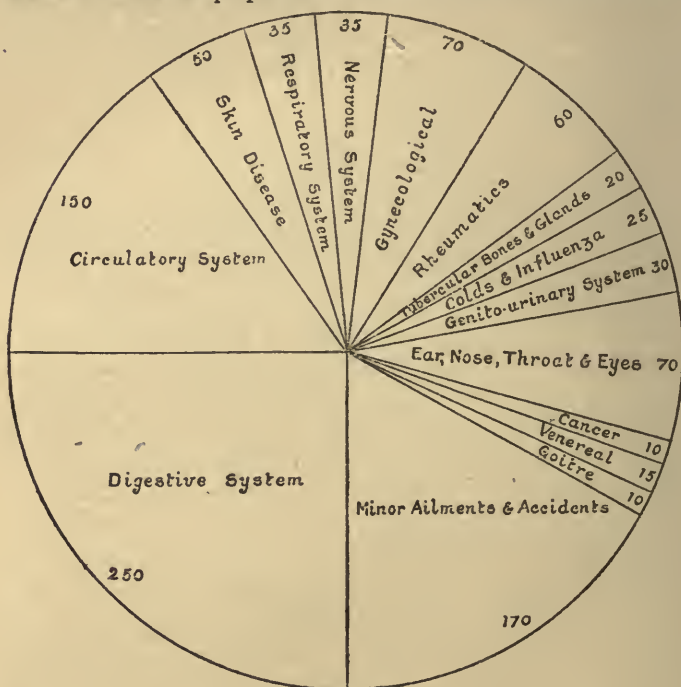 50
35
35
70
60
20
25
30
70
10
15
10
170
250
150
Skin Disease
Respiratory System
Nervous System
Gynecological
Rheumatics
Tubercular Bones & Glands
Colds & Influenza
Genito-urinary System
Ear, Nose, Throat & Eyes
Cancer
Venereal
Goitre
Minor Ailments & Accidents
Digestive System
Circulatory System